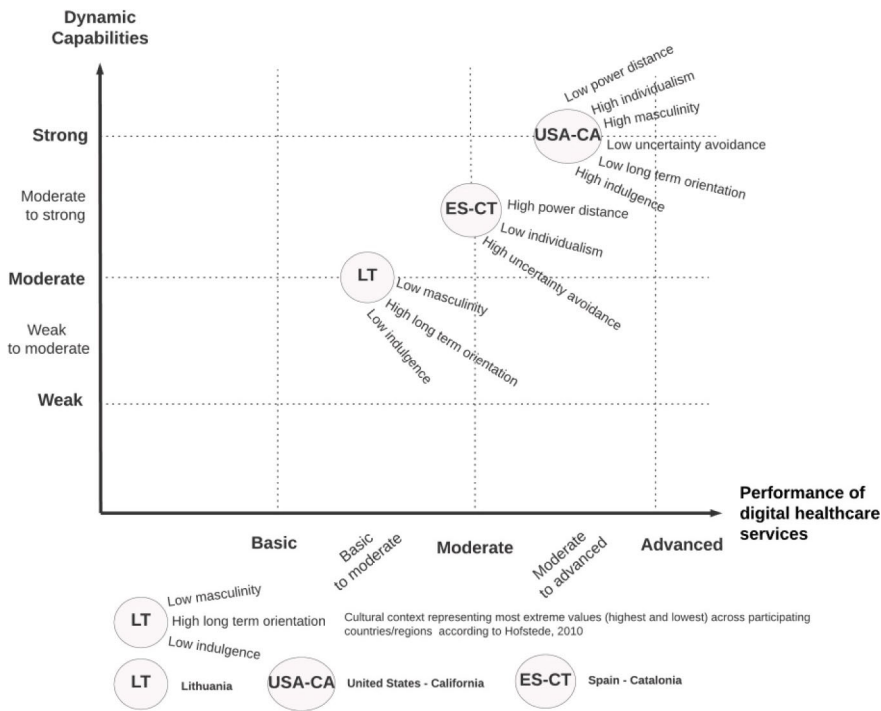 Dynamic
Capabilities
Low power distance
High individualism
High masculinity
Strong
USA-CA
Low uncertainty avoidance
Low long term orientation
High indulgence
Moderate
to strong
ES-CT
High power distance
Low individualism
High uncertainty avoidance
Moderate
LT
Low masculinity
High long term orientation
Low indulgence
Weak
to moderate
Weak
Performance of
digital healthcare
services
Basic
Basic
to moderate
Moderate
Moderate
to advanced
Advanced
LT
Low masculinity
High long term orientation
Low indulgence
Cultural context representing most extreme values (highest and lowest) across participating
countries/regions according to Hofstede, 2010
LT
Lithuania
USA-CA
United States - California
ES-CT
Spain - Catalonia